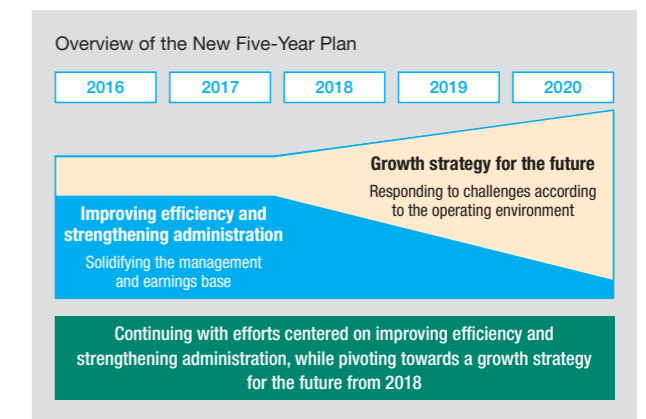 Overview of the New Five-Year Plan
2016 2017 2018 2019 2020
Growth strategy for the future
Responding to challenges according
to the operating environment
Improving efficiency and
strengthening administration
Solidifying the management
and earnings base
Continuing with efforts centered on improving efficiency and
strengthening administration, while pivoting towards a growth strategy
for the future from 2018